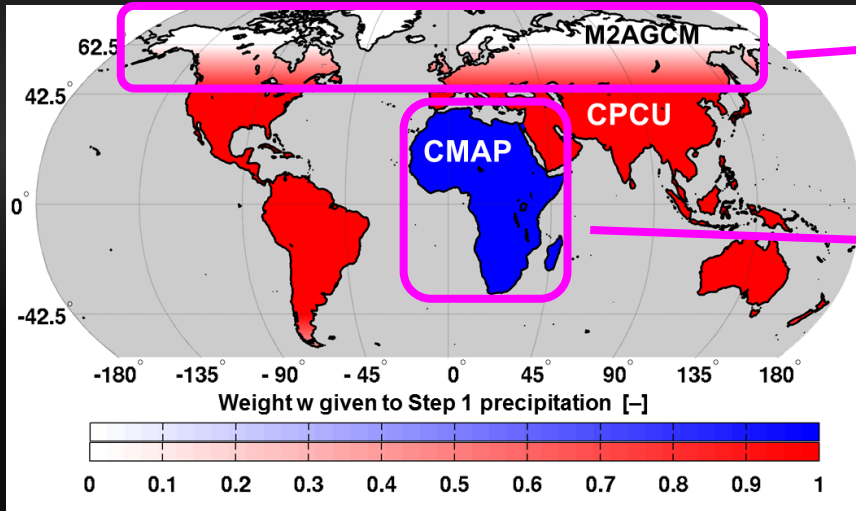 M2AGCM
62.5°
42.5°
CPCU
CMAP
0°
-42.5°
-180° -135° - 90° - 45° 0° 45° 90° 135° 180°
Weight w given to Step 1 precipitation [–]
0 0.1 0.2 0.3 0.4 0.5 0.6 0.7 0.8 0.9 1